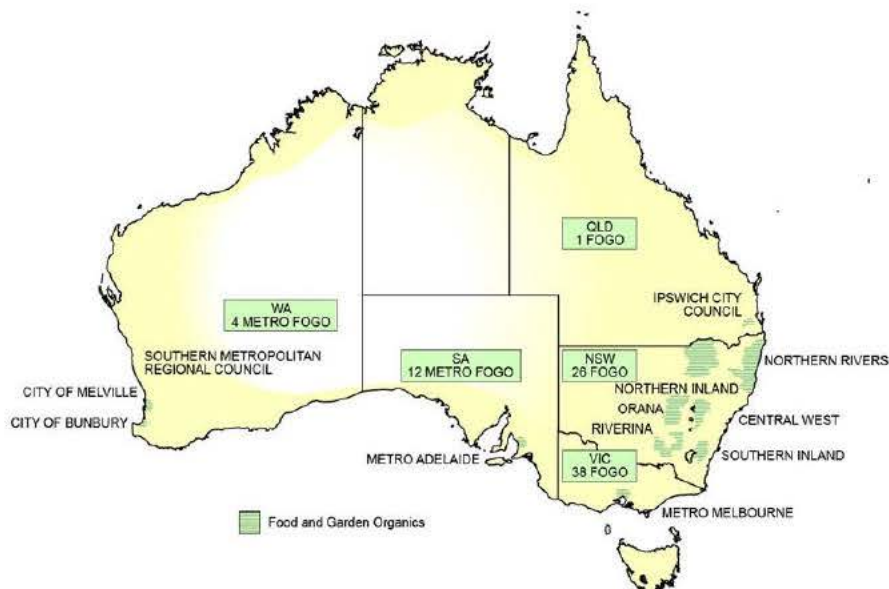 QLD
1 FOGO
IPSWICH CITY
COUNCIL
WA
4 METRO FOGO
SOUTHERN METROPOLITAN
REGIONAL COUNCIL
SA
12 METRO FOGO
NSW
26 FOGO
NORTHERN RIVERS
NORTHERN INLAND
CITY OF MELVILLE
ORANA
CENTRAL WEST
CITY OF BUNBURY
RIVERINA
METRO ADELAIDE
VIC
38 FOGO
SOUTHERN INLAND
METRO MELBOURNE
Food and Garden Organics